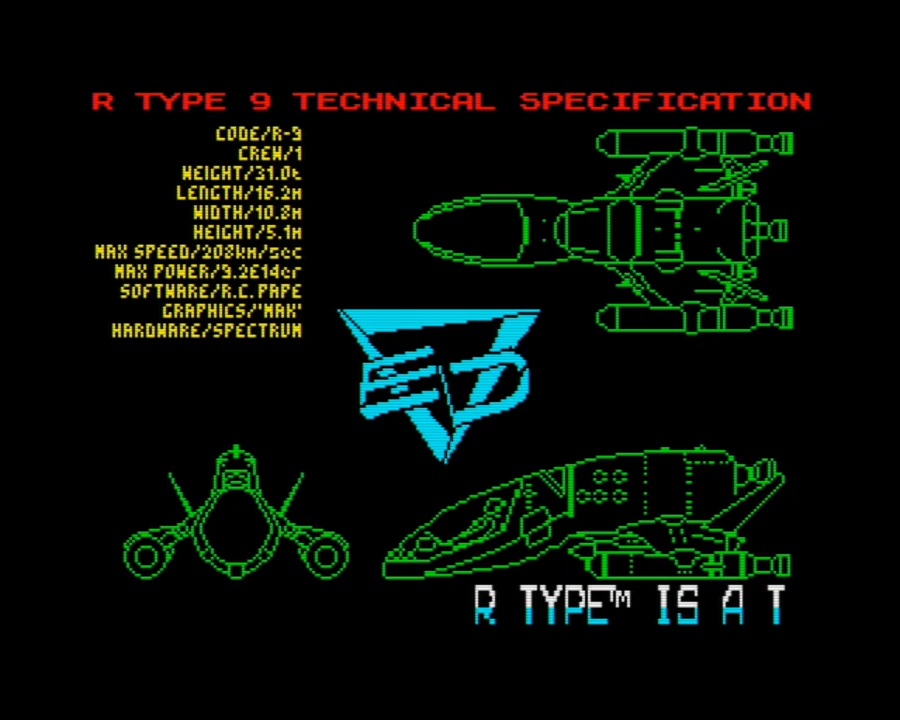 R TYPE 9 TECHNICAL SPECIFICATION
CODE/R-9
CREW/1
WEIGHT/31.0t
LENGTH/16.2M
WIDTH/10.8M
HEIGHT/5.1M
MAX SPEED/208km/sec
MAX POWER/9.2E14er
SOFTWARE/R.C. PAPE
GRAPHICS/'MAK'
HARDWARE/SPECTRUM
ED
R TYPE™ IS A T